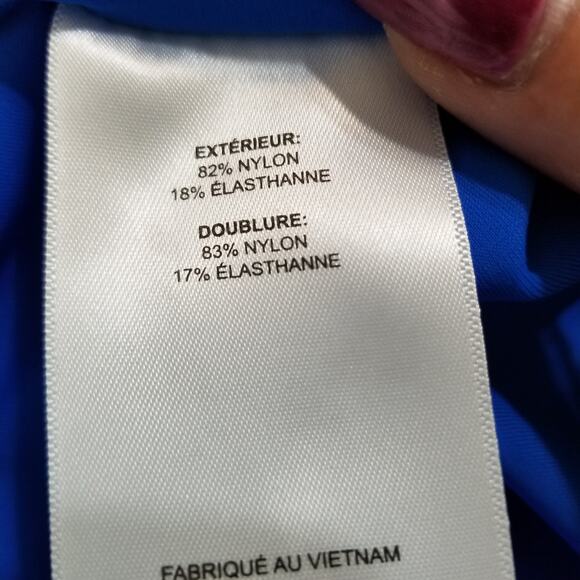 EXTÉRIEUR:
82% NYLON
18% ÉLASTHANNE
DOUBLURE:
83% NYLON
17% ÉLASTHANNE
FABRIQUÉ AU VIETNAM